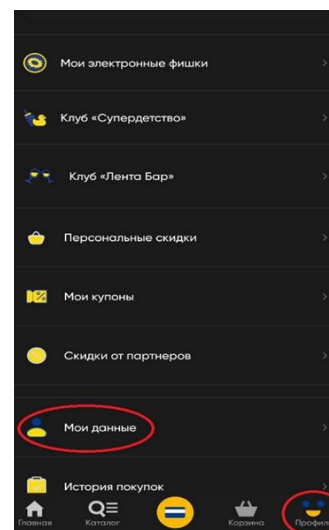 Мои электронные фишки
Клуб «Супердетство»
Клуб «Лента Бар»
Персональные скидки
Мои купоны
Скидки от партнеров
Мои данные
История покупок
Главная
Каталог
Корзина
Профиль